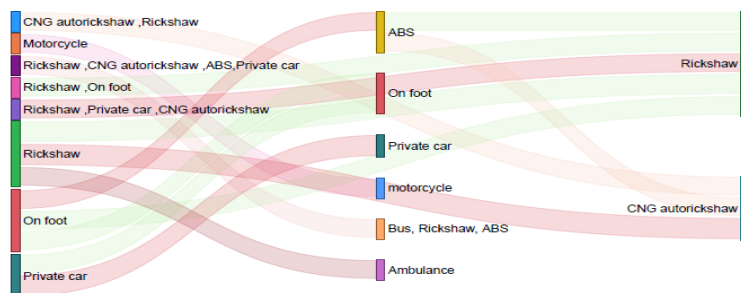 CNG autorickshaw ,Rickshaw
Motorcycle
Rickshaw ,CNG autorickshaw ,ABS,Private car
Rickshaw ,On foot
Rickshaw ,Private car ,CNG autorickshaw
Rickshaw
On foot
Private car
ABS
On foot
Private car
motorcycle
Bus, Rickshaw, ABS
Ambulance
Rickshaw
CNG autorickshaw